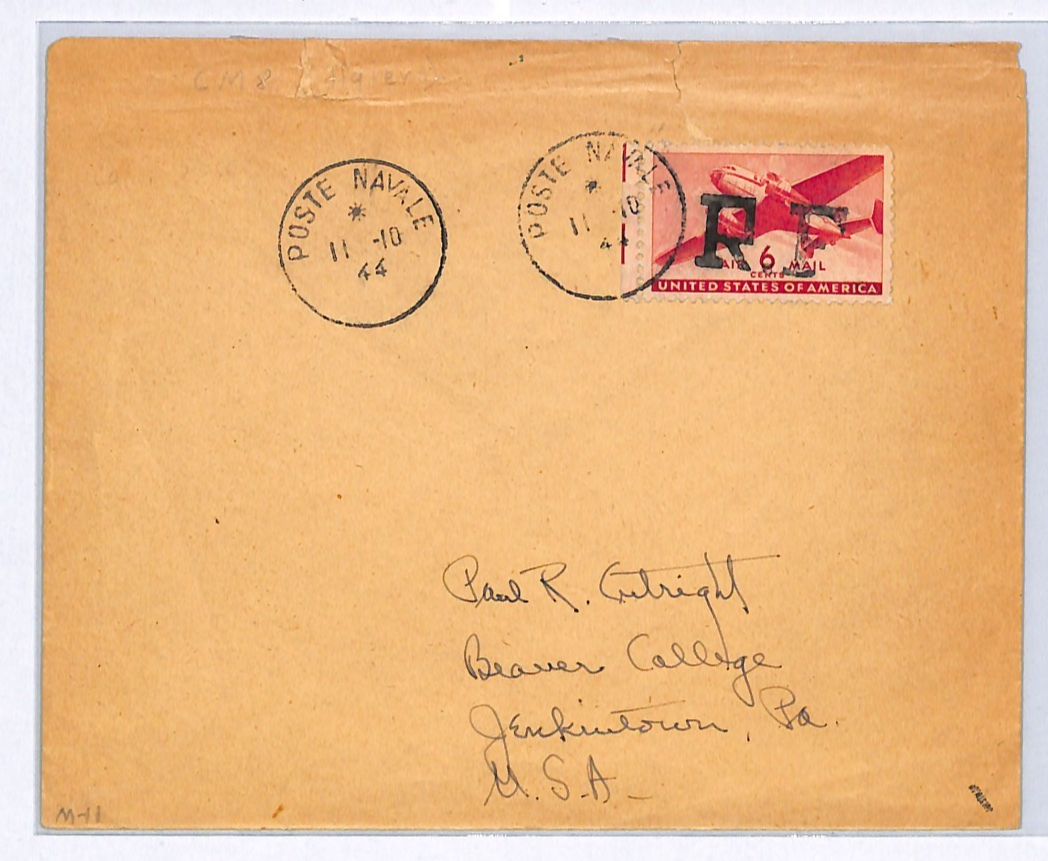 CM8
POSTE NAVALE
11 -10
44
POSTE NAVALE
11 -10
44
R F
AIR 6 MAIL
CENTS
UNITED STATES OF AMERICA
Paul R. Cutright
Beaver College
Jenkintown, Pa.
U.S.A.
M-11